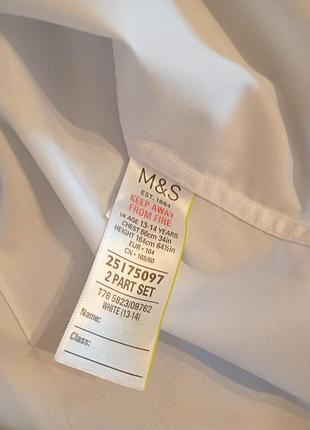 M&S
EST. 1884
KEEP AWAY
FROM FIRE
UK AGE 13-14 YEARS
CHEST 86cm 34in
HEIGHT 164cm 64½in
EUR • 164
CN • 165/80
25175097
2 PART SET
T76 5823/09762
WHITE (13-14)
Name:
Class: